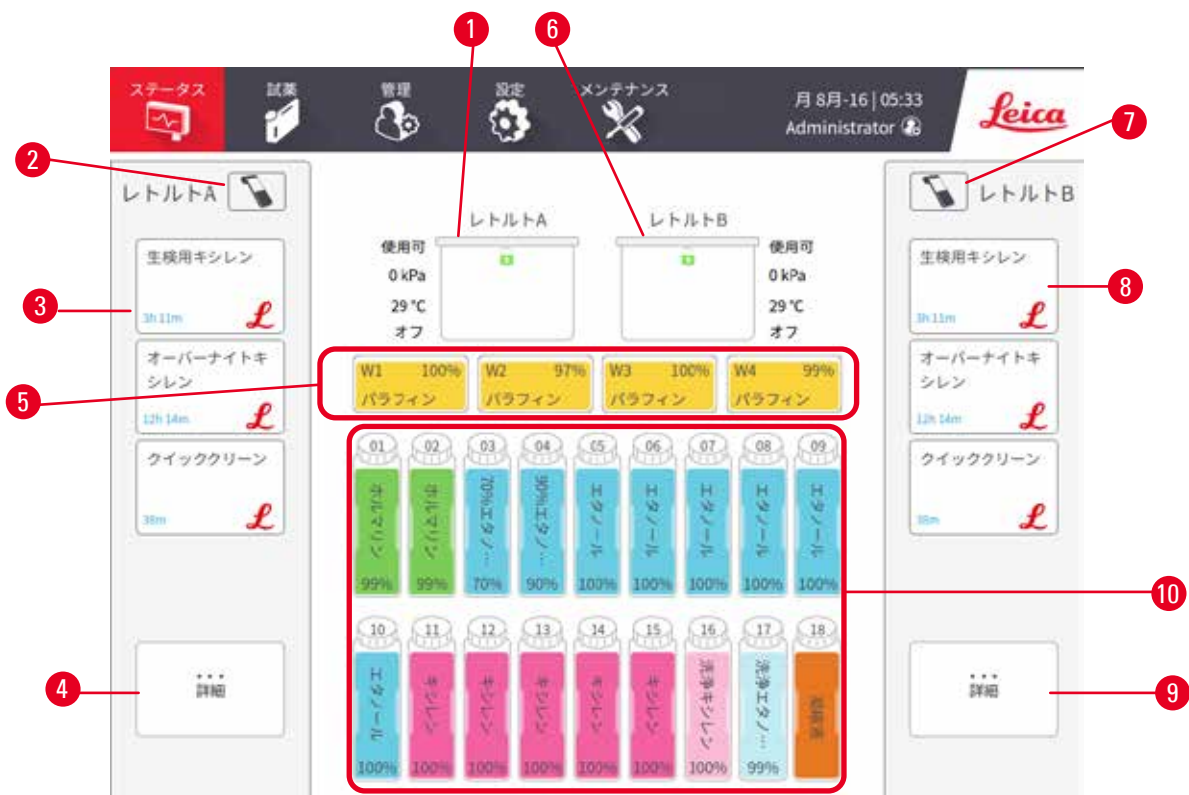 1
6
ステータス
試薬
管理
設定
メンテナンス
月 8月-16 | 05:33
Administrator
Leica
7
2
レトルトA
レトルトB
レトルトA
レトルトB
生検用キシレン
3h 11m
3
オーバーナイトキ
シレン
12h 14m
クイッククリーン
38m
使用可
0 kPa
29 °C
オフ
使用可
0 kPa
29 °C
オフ
生検用キシレン
3h 11m
8
オーバーナイトキ
シレン
12h 14m
クイッククリーン
38m
5
W1 100%
パラフィン
W2 97%
パラフィン
W3 100%
パラフィン
W4 99%
パラフィン
01
ホルマリン
99%
02
ホルマリン
99%
03
70%エタノ...
70%
04
90%エタノ...
90%
05
エタノール
100%
06
エタノール
100%
07
エタノール
100%
08
エタノール
100%
09
エタノール
100%
10
10
エタノール
100%
11
キシレン
100%
12
キシレン
100%
13
キシレン
100%
14
キシレン
100%
15
キシレン
100%
16
洗浄キシレン
100%
17
洗浄エタノ...
99%
18
4
...
詳細
...
詳細
9